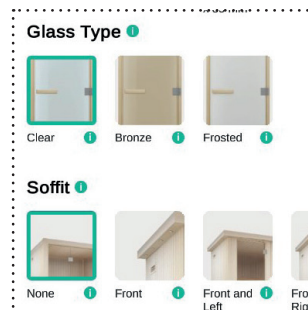 Glass Type
Clear
Bronze
Frosted
Soffit
None
Front
Front and
Left